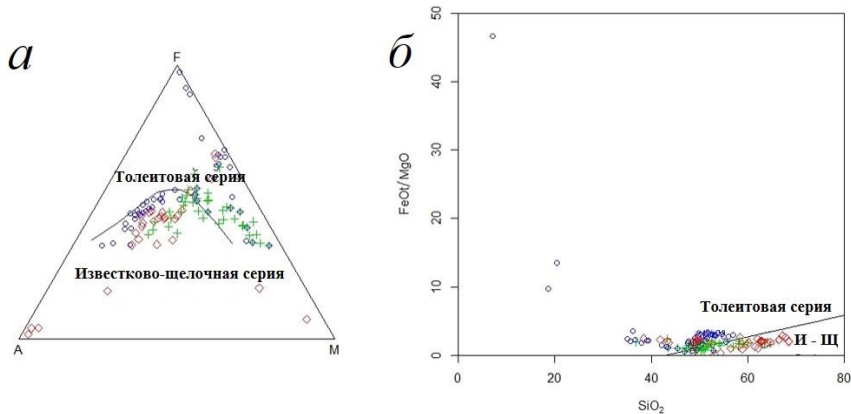 а
F
Толеитовая серия
Известково-щелочная серия
A
M
б
50
40
30
20
10
0
FeOt/MgO
Толеитовая серия
И - Щ
0
20
40
60
80
SiO₂